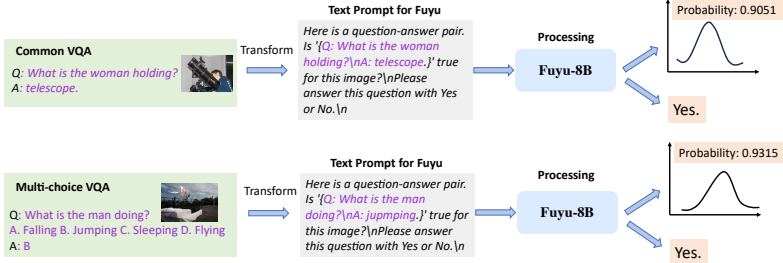 Common VQA
Q: What is the woman holding?
A: telescope.
Transform
Text Prompt for Fuyu
Here is a question-answer pair.
Is '{Q: What is the woman
holding?\nA: telescope.}' true
for this image?\nPlease
answer this question with Yes
or No.\n
Processing
Fuyu-8B
Probability: 0.9051
Yes.
Multi-choice VQA
Q: What is the man doing?
A. Falling B. Jumping C. Sleeping D. Flying
A: B
Transform
Text Prompt for Fuyu
Here is a question-answer pair.
Is '{Q: What is the man
doing?\nA: jupmping.}' true for
this image?\nPlease answer
this question with Yes or No.\n
Processing
Fuyu-8B
Probability: 0.9315
Yes.